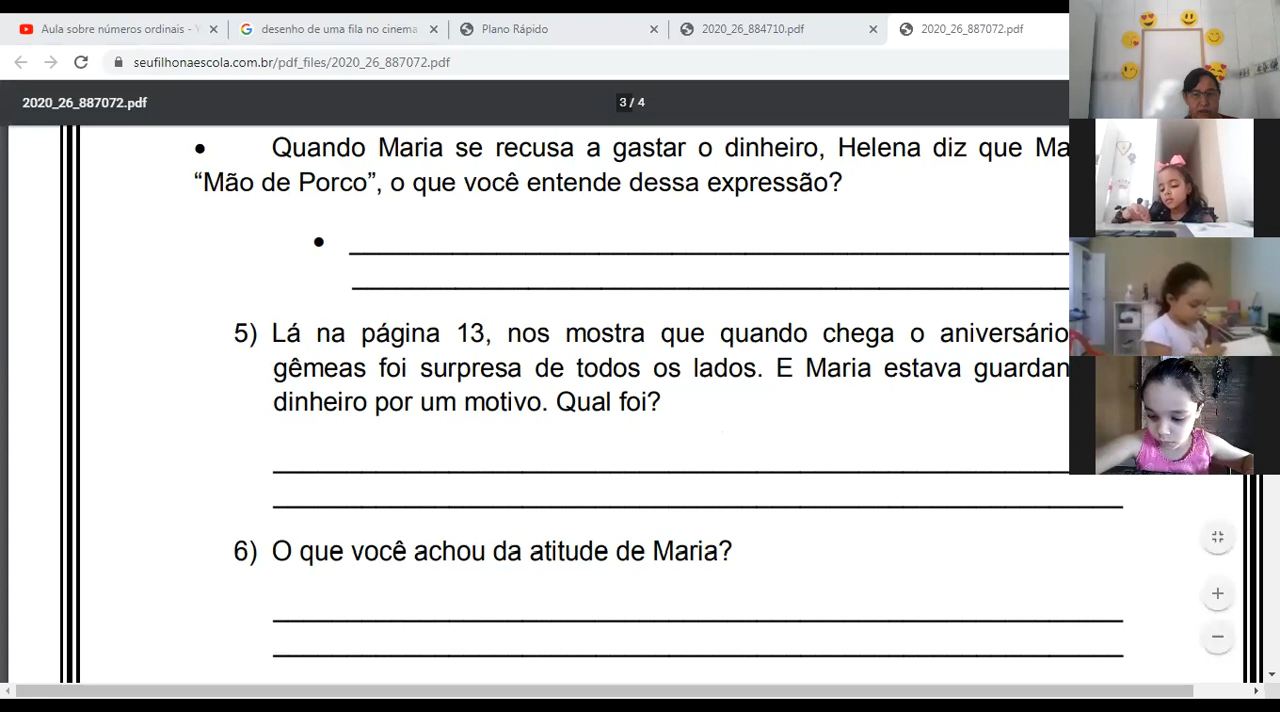 Aula sobre números ordinais - Y
desenho de uma fila no cinema
Plano Rápido
2020_26_884710.pdf
2020_26_887072.pdf
seufilhonaescola.com.br/pdf_files/2020_26_887072.pdf
2020_26_887072.pdf
3 / 4
• Quando Maria se recusa a gastar o dinheiro, Helena diz que Ma
“Mão de Porco”, o que você entende dessa expressão?
•
5) Lá na página 13, nos mostra que quando chega o aniversário
gêmeas foi surpresa de todos os lados. E Maria estava guardan
dinheiro por um motivo. Qual foi?
6) O que você achou da atitude de Maria?